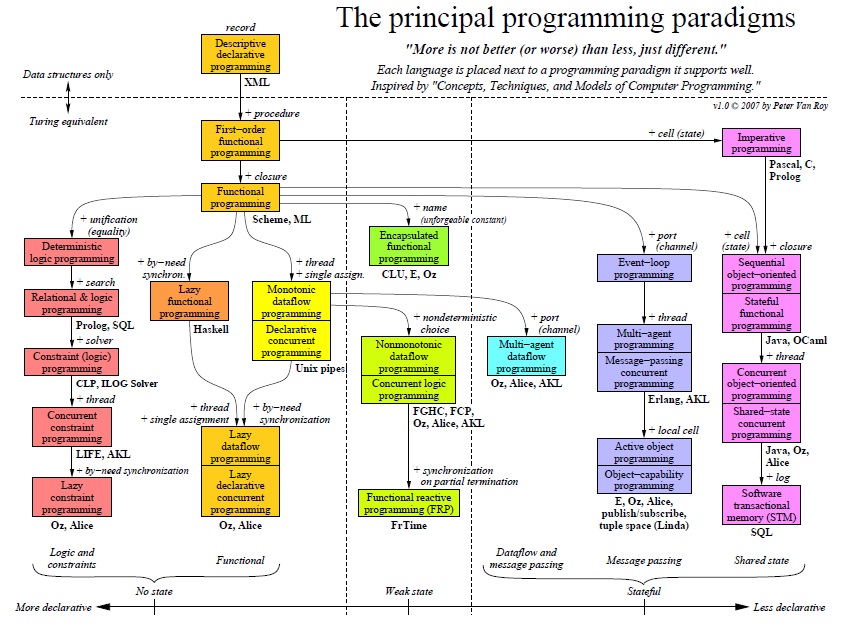 The principal programming paradigms
"More is not better (or worse) than less, just different."
Each language is placed next to a programming paradigm it supports well.
Inspired by "Concepts, Techniques, and Models of Computer Programming."
v1.0 © 2007 by Peter Van Roy
record
Descriptive
declarative
programming
XML
Data structures only
Turing equivalent
+ procedure
First−order
functional
programming
+ cell (state)
Imperative
programming
Pascal, C,
Prolog
+ closure
Functional
programming
Scheme, ML
+ unification
(equality)
Deterministic
logic programming
+ search
Relational & logic
programming
Prolog, SQL
+ solver
Constraint (logic)
programming
CLP, ILOG Solver
+ thread
Concurrent
constraint
programming
LIFE, AKL
+ by−need synchronization
Lazy
constraint
programming
Oz, Alice
+ by−need
synchron.
Lazy
functional
programming
Haskell
+ thread
+ single assignment
+ thread
+ single assign.
Monotonic
dataflow
programming
Declarative
concurrent
programming
Unix pipes
+ by−need
synchronization
Lazy
dataflow
programming
Lazy
declarative
concurrent
programming
Oz, Alice
+ name
(unforgeable constant)
Encapsulated
functional
programming
CLU, E, Oz
+ nondeterministic
choice
Nonmonotonic
dataflow
programming
Concurrent logic
programming
FGHC, FCP,
Oz, Alice, AKL
+ synchronization
on partial termination
Functional reactive
programming (FRP)
FrTime
+ port
(channel)
Multi−agent
dataflow
programming
Oz, Alice, AKL
+ port
(channel)
Event−loop
programming
+ thread
Multi−agent
programming
Message−passing
concurrent
programming
Erlang, AKL
+ local cell
Active object
programming
Object−capability
programming
E, Oz, Alice,
publish/subscribe,
tuple space (Linda)
+ cell
(state)
+ closure
Sequential
object−oriented
programming
Stateful
functional
programming
Java, OCaml
+ thread
Concurrent
object−oriented
programming
Shared−state
concurrent
programming
Java, Oz,
Alice
+ log
Software
transactional
memory (STM)
SQL
Logic and
constraints
Functional
Dataflow and
message passing
Message passing
Shared state
No state
Weak state
Stateful
More declarative
Less declarative